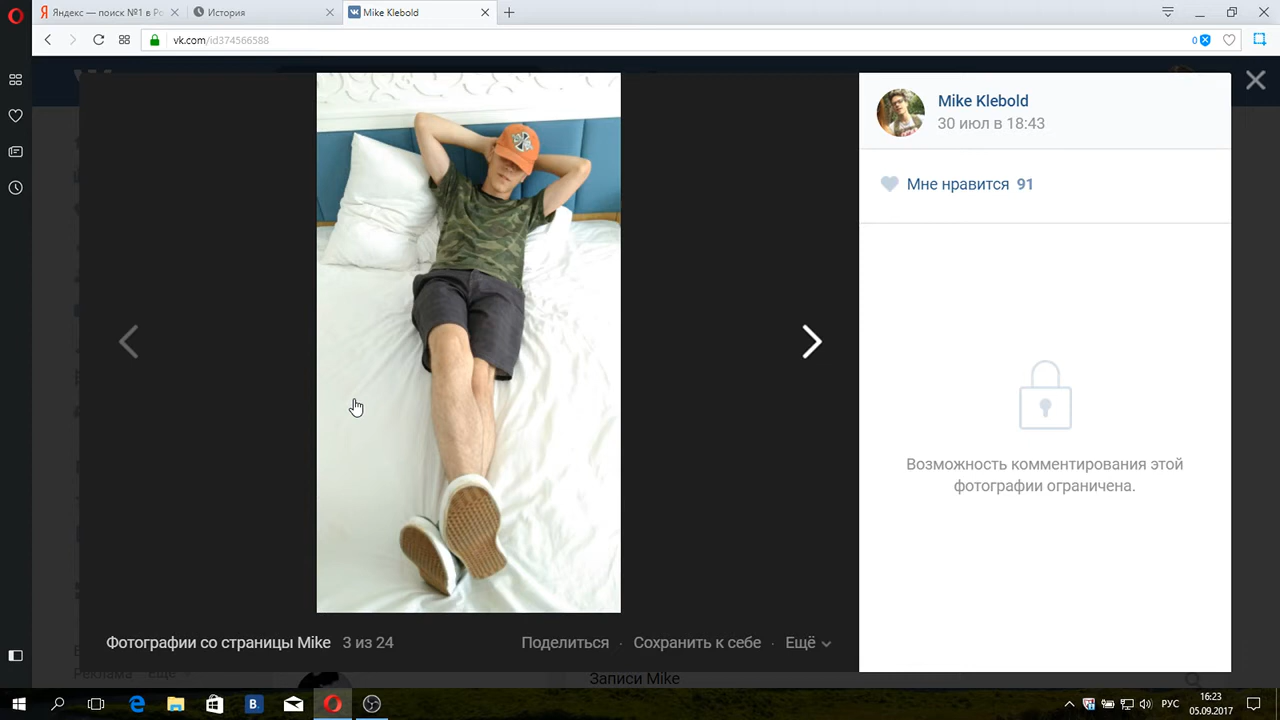 Яндекс — поиск №1 в Ро
История
Mike Klebold
vk.com/id374566588
0
Mike Klebold
30 июл в 18:43
Мне нравится 91
Возможность комментирования этой
фотографии ограничена.
Фотографии со страницы Mike 3 из 24
Поделиться · Сохранить к себе · Ещё
Реклама Ещё
Записи Mike
16:23
РУС
05.09.2017